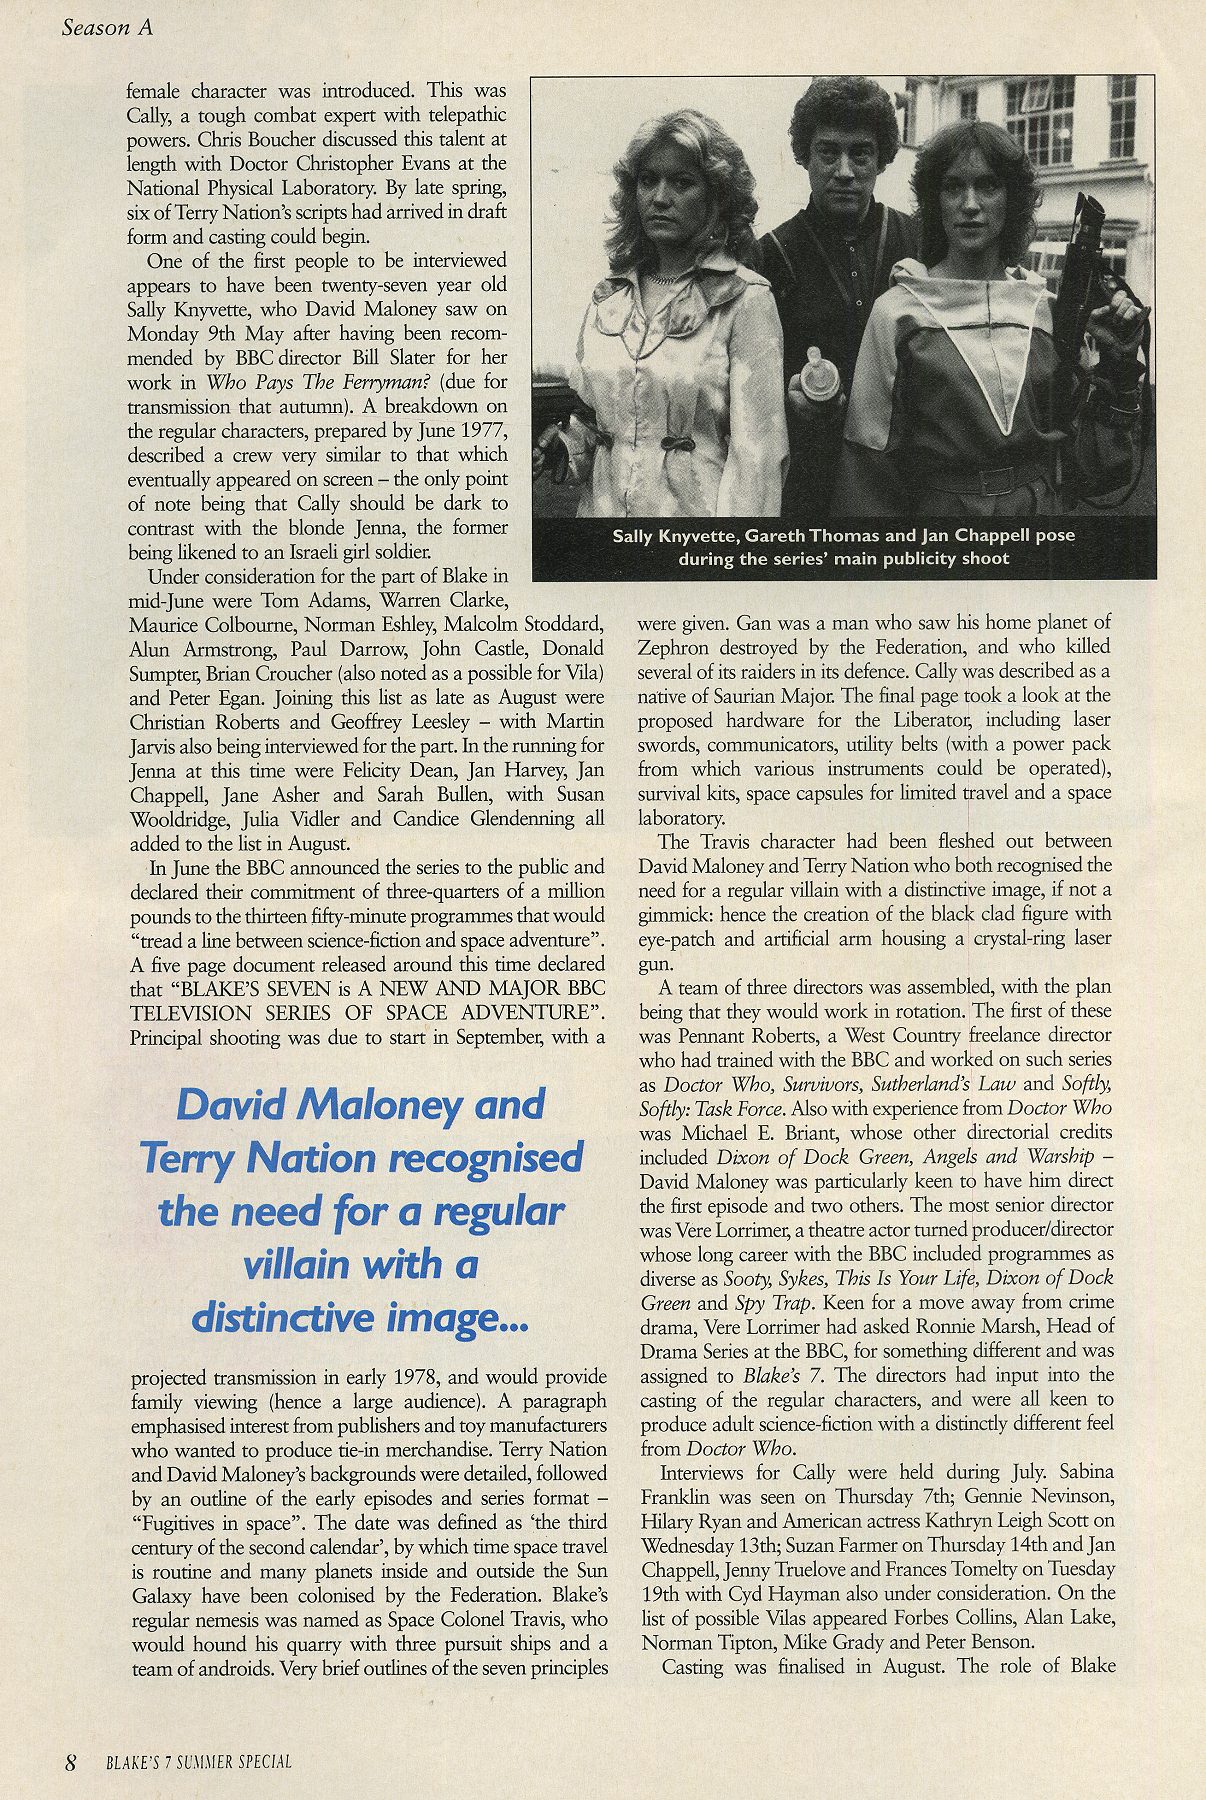 Season A
female character was introduced. This was
Cally, a tough combat expert with telepathic
powers. Chris Boucher discussed this talent at
length with Doctor Christopher Evans at the
National Physical Laboratory. By late spring,
six of Terry Nation's scripts had arrived in draft
form and casting could begin.
One of the first people to be interviewed
appears to have been twenty-seven year old
Sally Knyvette, who David Maloney saw on
Monday 9th May after having been recom-
mended by BBC director Bill Slater for her
work in Who Pays The Ferryman? (due for
transmission that autumn). A breakdown on
the regular characters, prepared by June 1977,
described a crew very similar to that which
eventually appeared on screen – the only point
of note being that Cally should be dark to
contrast with the blonde Jenna, the former
being likened to an Israeli girl soldier.
Under consideration for the part of Blake in
mid-June were Tom Adams, Warren Clarke,
Maurice Colbourne, Norman Eshley, Malcolm Stoddard,
Alun Armstrong, Paul Darrow, John Castle, Donald
Sumpter, Brian Croucher (also noted as a possible for Vila)
and Peter Egan. Joining this list as late as August were
Christian Roberts and Geoffrey Leesley – with Martin
Jarvis also being interviewed for the part. In the running for
Jenna at this time were Felicity Dean, Jan Harvey, Jan
Chappell, Jane Asher and Sarah Bullen, with Susan
Wooldridge, Julia Vidler and Candice Glendenning all
added to the list in August.
In June the BBC announced the series to the public and
declared their commitment of three-quarters of a million
pounds to the thirteen fifty-minute programmes that would
“tread a line between science-fiction and space adventure”.
A five page document released around this time declared
that “BLAKE'S SEVEN is A NEW AND MAJOR BBC
TELEVISION SERIES OF SPACE ADVENTURE”.
Principal shooting was due to start in September, with a
David Maloney and
Terry Nation recognised
the need for a regular
villain with a
distinctive image...
projected transmission in early 1978, and would provide
family viewing (hence a large audience). A paragraph
emphasised interest from publishers and toy manufacturers
who wanted to produce tie-in merchandise. Terry Nation
and David Maloney's backgrounds were detailed, followed
by an outline of the early episodes and series format –
“Fugitives in space”. The date was defined as ‘the third
century of the second calendar’, by which time space travel
is routine and many planets inside and outside the Sun
Galaxy have been colonised by the Federation. Blake's
regular nemesis was named as Space Colonel Travis, who
would hound his quarry with three pursuit ships and a
team of androids. Very brief outlines of the seven principles
Sally Knyvette, Gareth Thomas and Jan Chappell pose
during the series' main publicity shoot
were given. Gan was a man who saw his home planet of
Zephron destroyed by the Federation, and who killed
several of its raiders in its defence. Cally was described as a
native of Saurian Major. The final page took a look at the
proposed hardware for the Liberator, including laser
swords, communicators, utility belts (with a power pack
from which various instruments could be operated),
survival kits, space capsules for limited travel and a space
laboratory.
The Travis character had been fleshed out between
David Maloney and Terry Nation who both recognised the
need for a regular villain with a distinctive image, if not a
gimmick: hence the creation of the black clad figure with
eye-patch and artificial arm housing a crystal-ring laser
gun.
A team of three directors was assembled, with the plan
being that they would work in rotation. The first of these
was Pennant Roberts, a West Country freelance director
who had trained with the BBC and worked on such series
as Doctor Who, Survivors, Sutherland's Law and Softly,
Softly: Task Force. Also with experience from Doctor Who
was Michael E. Briant, whose other directorial credits
included Dixon of Dock Green, Angels and Warship –
David Maloney was particularly keen to have him direct
the first episode and two others. The most senior director
was Vere Lorrimer, a theatre actor turned producer/director
whose long career with the BBC included programmes as
diverse as Sooty, Sykes, This Is Your Life, Dixon of Dock
Green and Spy Trap. Keen for a move away from crime
drama, Vere Lorrimer had asked Ronnie Marsh, Head of
Drama Series at the BBC, for something different and was
assigned to Blake's 7. The directors had input into the
casting of the regular characters, and were all keen to
produce adult science-fiction with a distinctly different feel
from Doctor Who.
Interviews for Cally were held during July. Sabina
Franklin was seen on Thursday 7th; Gennie Nevinson,
Hilary Ryan and American actress Kathryn Leigh Scott on
Wednesday 13th; Suzan Farmer on Thursday 14th and Jan
Chappell, Jenny Truelove and Frances Tomelty on Tuesday
19th with Cyd Hayman also under consideration. On the
list of possible Vilas appeared Forbes Collins, Alan Lake,
Norman Tipton, Mike Grady and Peter Benson.
Casting was finalised in August. The role of Blake
8 BLAKE'S 7 SUMMER SPECIAL